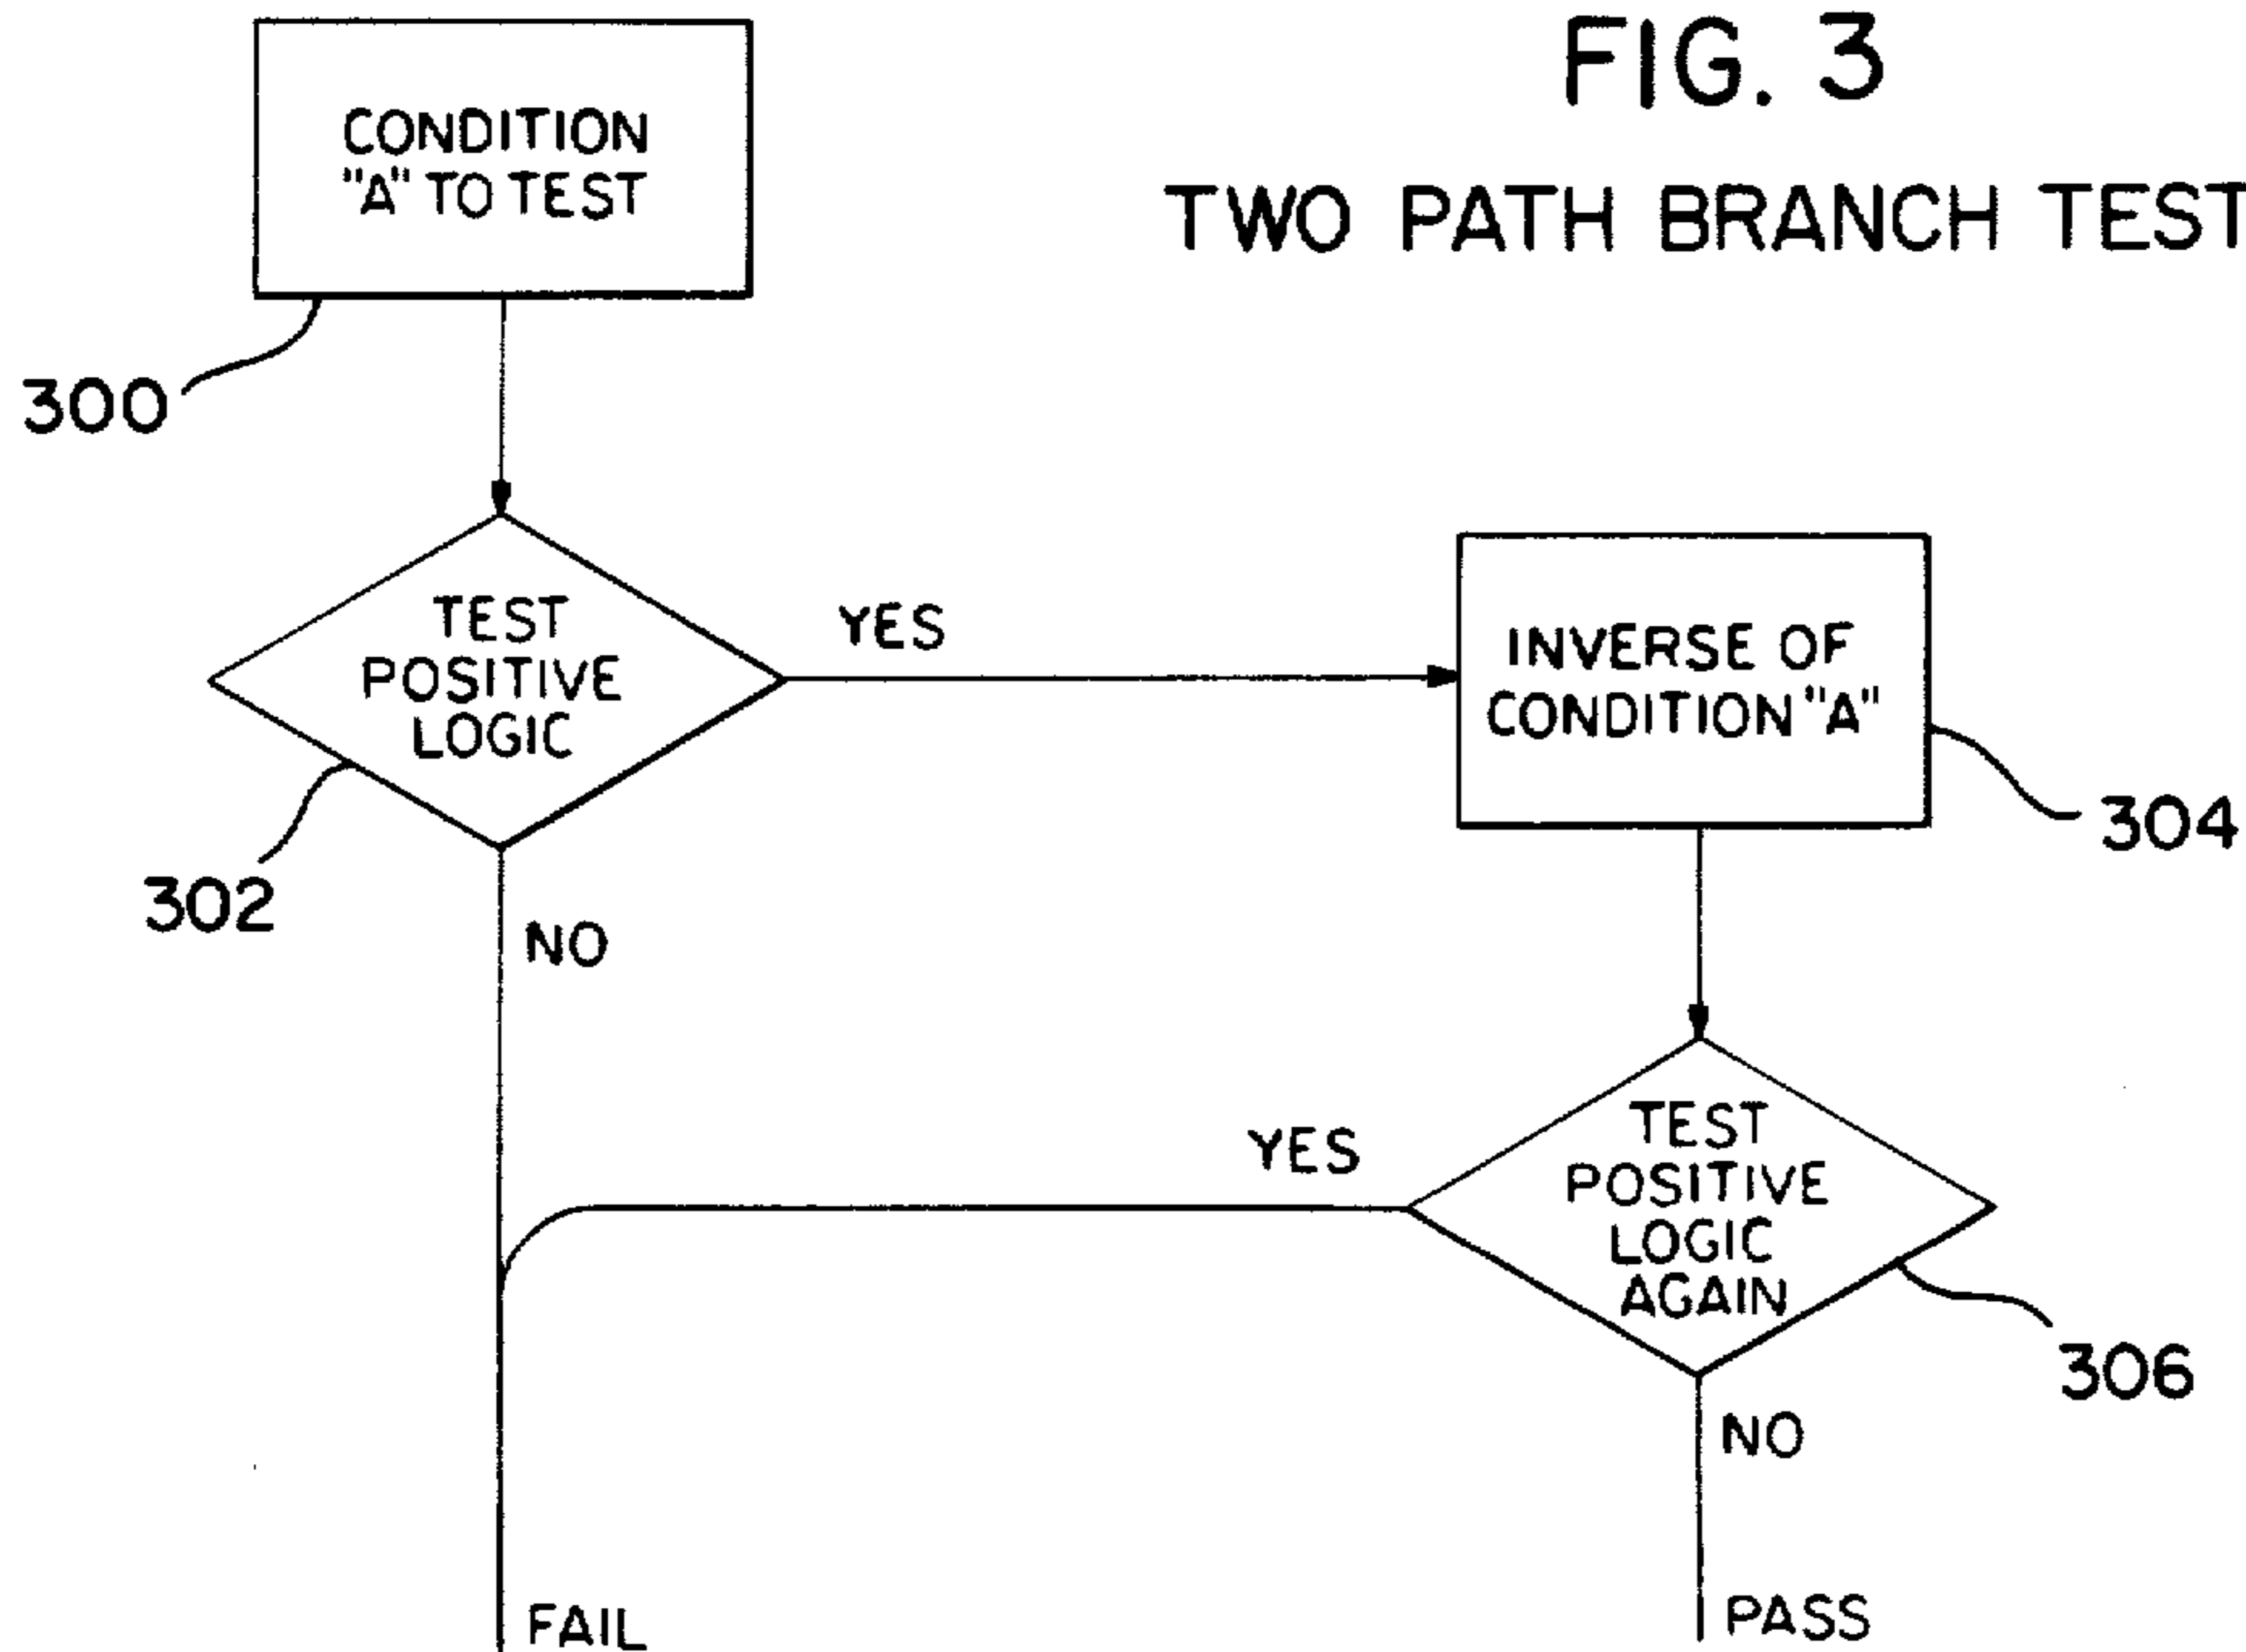 FIG. 3
TWO PATH BRANCH TEST
CONDITION
"A" TO TEST
300
TEST
POSITIVE
LOGIC
YES
302
NO
INVERSE OF
CONDITION "A"
304
TEST
POSITIVE
LOGIC
AGAIN
YES
306
NO
FAIL
PASS